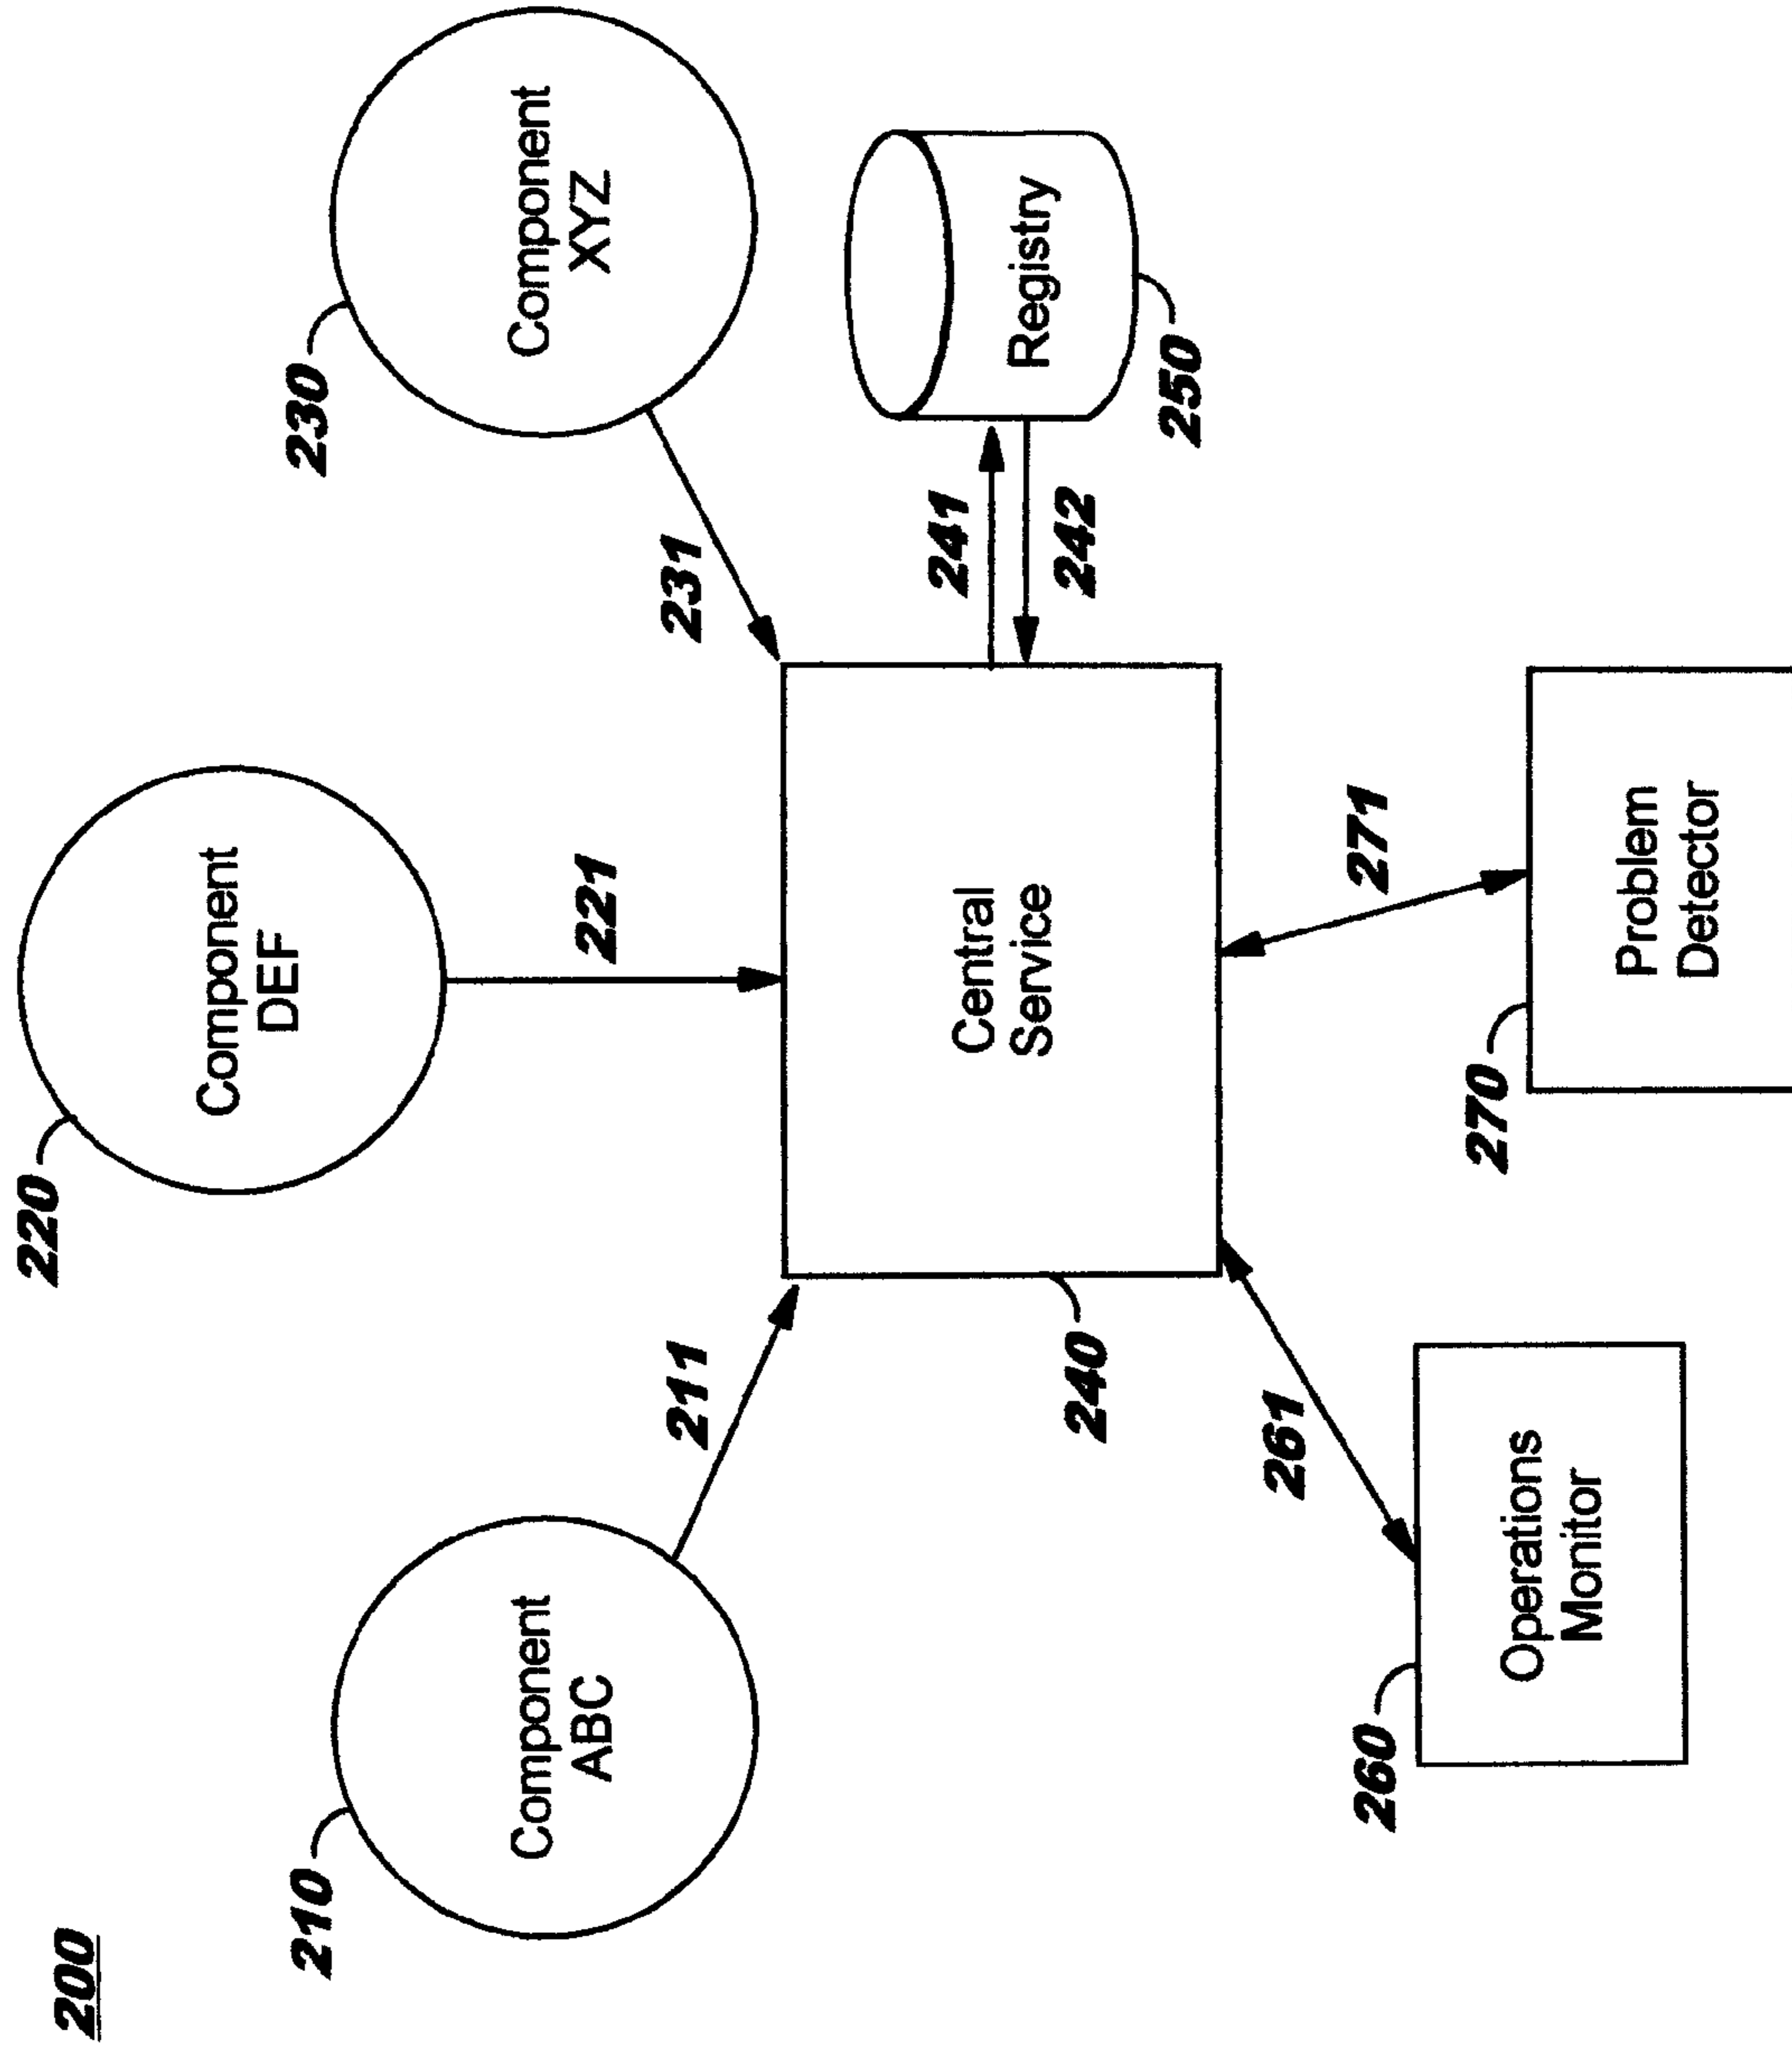 200
220
Component
DEF
210
Component
ABC
230
Component
XYZ
211
221
231
Central
Service
240
241
242
Registry
250
261
271
260
Operations
Monitor
270
Problem
Detector